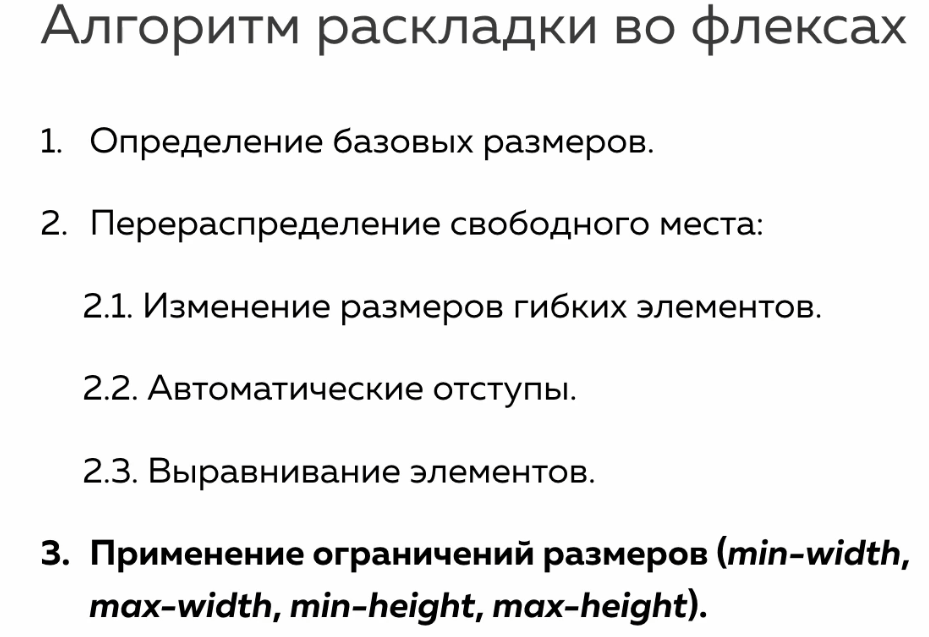 Алгоритм раскладки во флексах
1. Определение базовых размеров.
2. Перераспределение свободного места:
2.1. Изменение размеров гибких элементов.
2.2. Автоматические отступы.
2.3. Выравнивание элементов.
3. Применение ограничений размеров (min-width,
max-width, min-height, max-height).